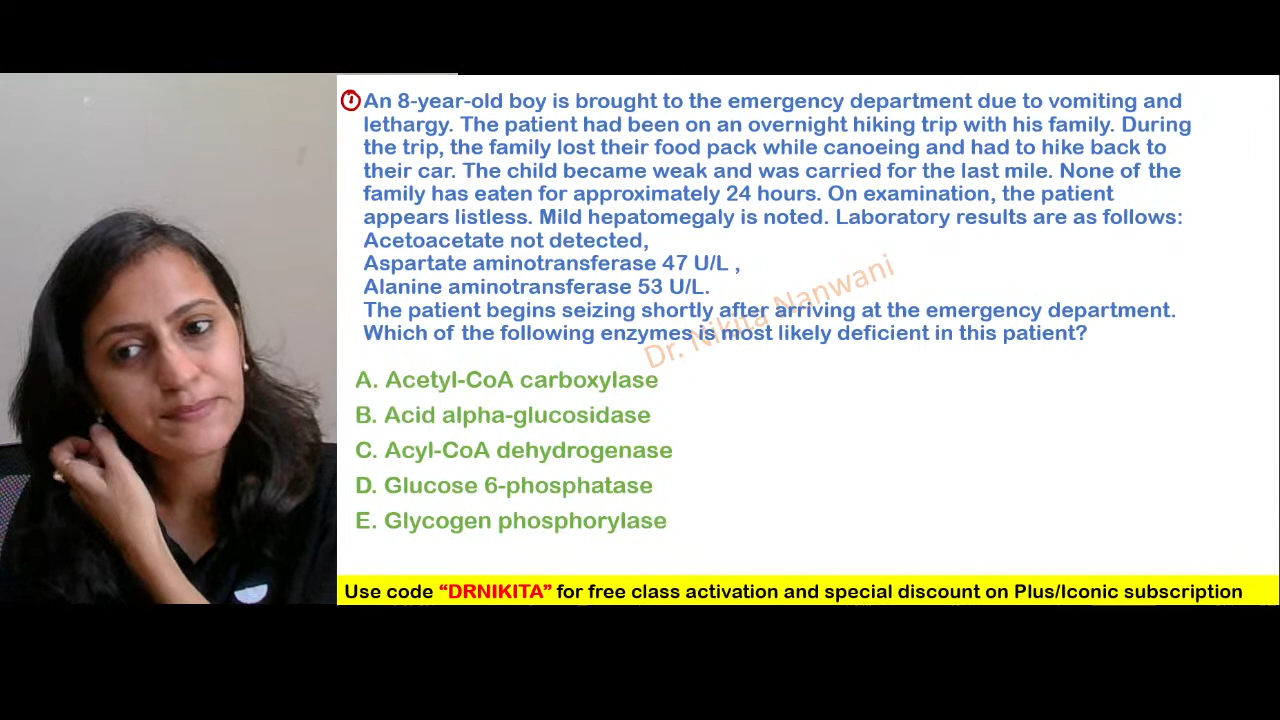 1 An 8-year-old boy is brought to the emergency department due to vomiting and
lethargy. The patient had been on an overnight hiking trip with his family. During
the trip, the family lost their food pack while canoeing and had to hike back to
their car. The child became weak and was carried for the last mile. None of the
family has eaten for approximately 24 hours. On examination, the patient
appears listless. Mild hepatomegaly is noted. Laboratory results are as follows:
Acetoacetate not detected,
Aspartate aminotransferase 47 U/L ,
Alanine aminotransferase 53 U/L.
The patient begins seizing shortly after arriving at the emergency department.
Which of the following enzymes is most likely deficient in this patient?
Dr. Nikita Nanwani
A. Acetyl-CoA carboxylase
B. Acid alpha-glucosidase
C. Acyl-CoA dehydrogenase
D. Glucose 6-phosphatase
E. Glycogen phosphorylase
Use code “DRNIKITA” for free class activation and special discount on Plus/Iconic subscription